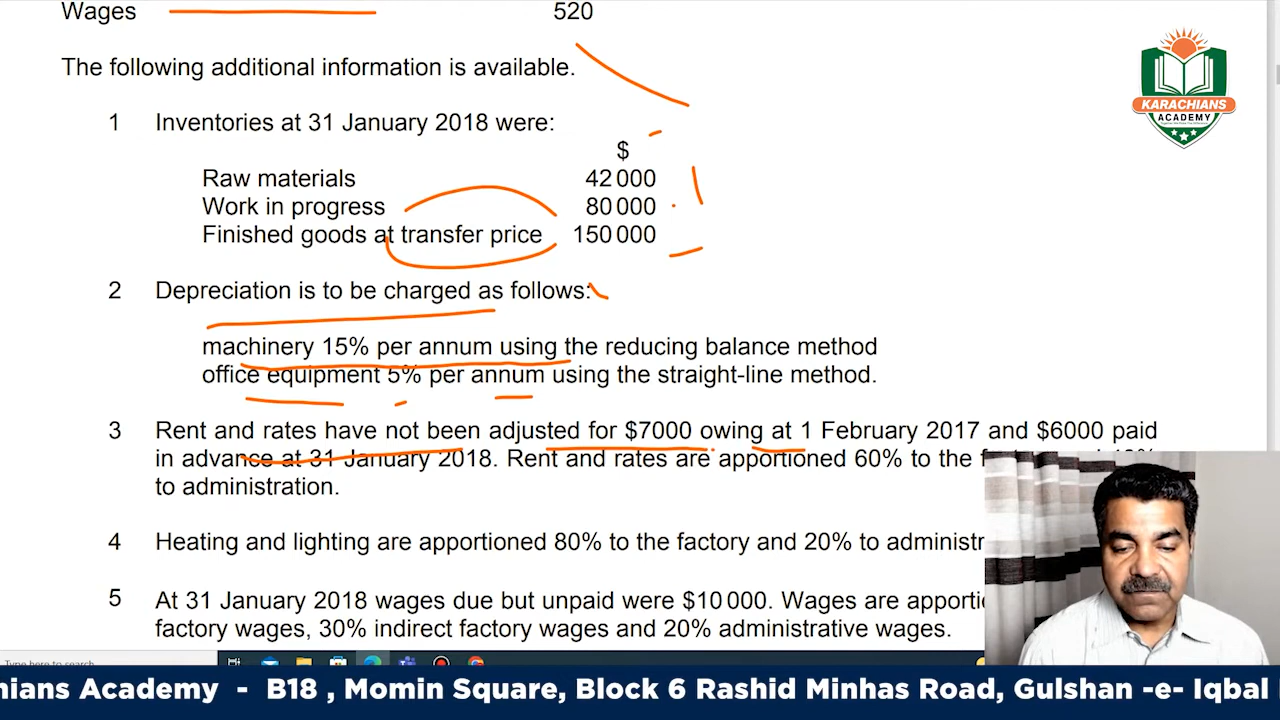 Wages 520
The following additional information is available.
1 Inventories at 31 January 2018 were:
$
Raw materials 42 000
Work in progress 80 000
Finished goods at transfer price 150 000
2 Depreciation is to be charged as follows:
machinery 15% per annum using the reducing balance method
office equipment 5% per annum using the straight-line method.
3 Rent and rates have not been adjusted for $7000 owing at 1 February 2017 and $6000 paid
in advance at 31 January 2018. Rent and rates are apportioned 60% to the
to administration.
4 Heating and lighting are apportioned 80% to the factory and 20% to administr
5 At 31 January 2018 wages due but unpaid were $10 000. Wages are apporti
factory wages, 30% indirect factory wages and 20% administrative wages.
KARACHIANS
ACADEMY
Type here to search
hians Academy - B18 , Momin Square, Block 6 Rashid Minhas Road, Gulshan -e- Iqbal